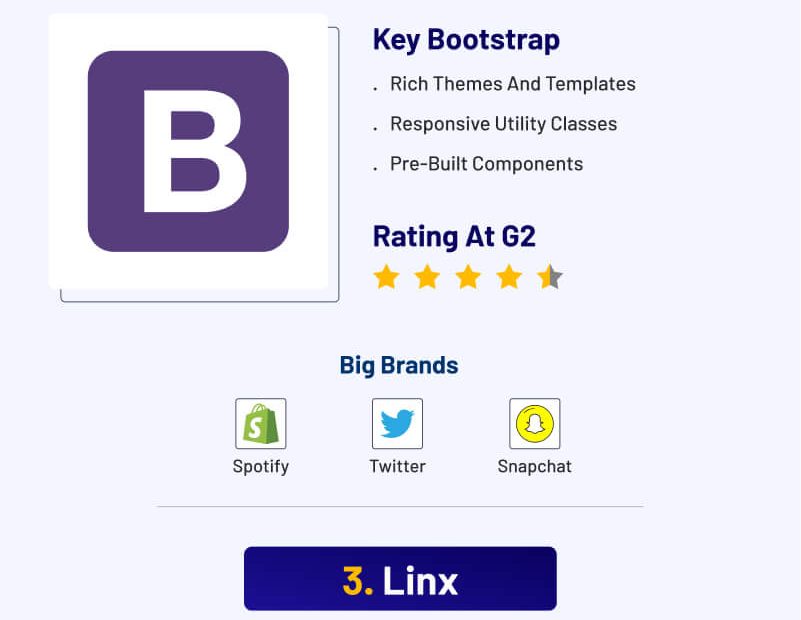 B
Key Bootstrap
. Rich Themes And Templates
. Responsive Utility Classes
. Pre-Built Components
Rating At G2
Big Brands
S
Spotify
Twitter
Snapchat
3. Linx